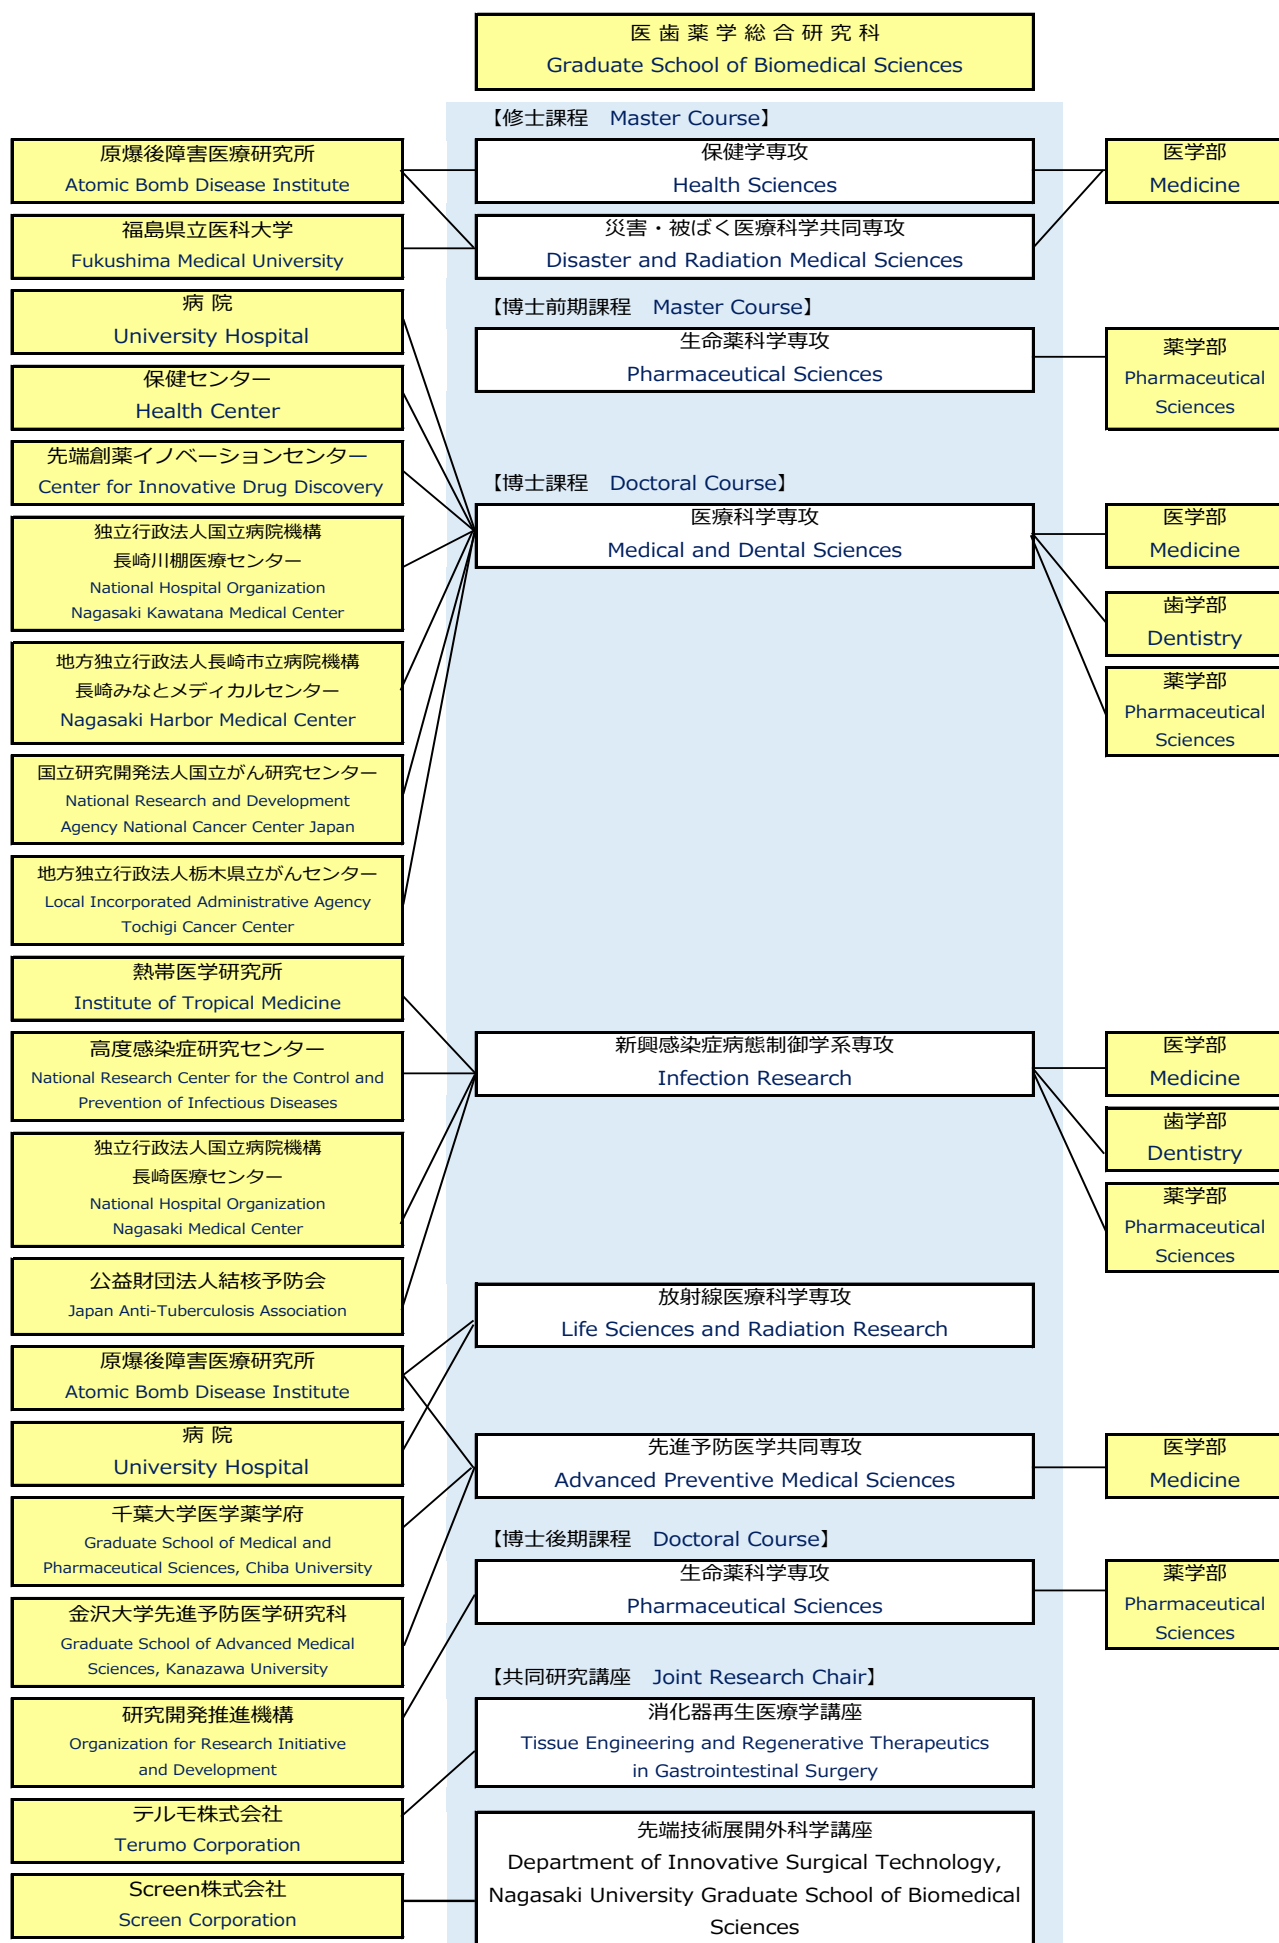 医 歯 薬 学 総 合 研 究 科
Graduate School of Biomedical Sciences
【修士課程　Master Course】
原爆後障害医療研究所
Atomic Bomb Disease Institute
保健学専攻
Health Sciences
医学部
Medicine
福島県立医科大学
Fukushima Medical University
災害・被ばく医療科学共同専攻
Disaster and Radiation Medical Sciences
病 院
University Hospital
【博士前期課程　Master Course】
生命薬科学専攻
Pharmaceutical Sciences
薬学部
Pharmaceutical
Sciences
保健センター
Health Center
先端創薬イノベーションセンター
Center for Innovative Drug Discovery
【博士課程　Doctoral Course】
医療科学専攻
Medical and Dental Sciences
医学部
Medicine
独立行政法人国立病院機構
長崎川棚医療センター
National Hospital Organization
Nagasaki Kawatana Medical Center
歯学部
Dentistry
地方独立行政法人長崎市立病院機構
長崎みなとメディカルセンター
Nagasaki Harbor Medical Center
薬学部
Pharmaceutical
Sciences
国立研究開発法人国立がん研究センター
National Research and Development
Agency National Cancer Center Japan
地方独立行政法人栃木県立がんセンター
Local Incorporated Administrative Agency
Tochigi Cancer Center
熱帯医学研究所
Institute of Tropical Medicine
高度感染症研究センター
National Research Center for the Control and
Prevention of Infectious Diseases
新興感染症病態制御学系専攻
Infection Research
医学部
Medicine
歯学部
Dentistry
独立行政法人国立病院機構
長崎医療センター
National Hospital Organization
Nagasaki Medical Center
薬学部
Pharmaceutical
Sciences
公益財団法人結核予防会
Japan Anti-Tuberculosis Association
放射線医療科学専攻
Life Sciences and Radiation Research
原爆後障害医療研究所
Atomic Bomb Disease Institute
病 院
University Hospital
先進予防医学共同専攻
Advanced Preventive Medical Sciences
医学部
Medicine
千葉大学医学薬学府
Graduate School of Medical and
Pharmaceutical Sciences, Chiba University
【博士後期課程　Doctoral Course】
生命薬科学専攻
Pharmaceutical Sciences
薬学部
Pharmaceutical
Sciences
金沢大学先進予防医学研究科
Graduate School of Advanced Medical
Sciences, Kanazawa University
【共同研究講座　Joint Research Chair】
研究開発推進機構
Organization for Research Initiative
and Development
消化器再生医療学講座
Tissue Engineering and Regenerative Therapeutics
in Gastrointestinal Surgery
テルモ株式会社
Terumo Corporation
先端技術展開外科学講座
Department of Innovative Surgical Technology,
Nagasaki University Graduate School of Biomedical
Sciences
Screen株式会社
Screen Corporation